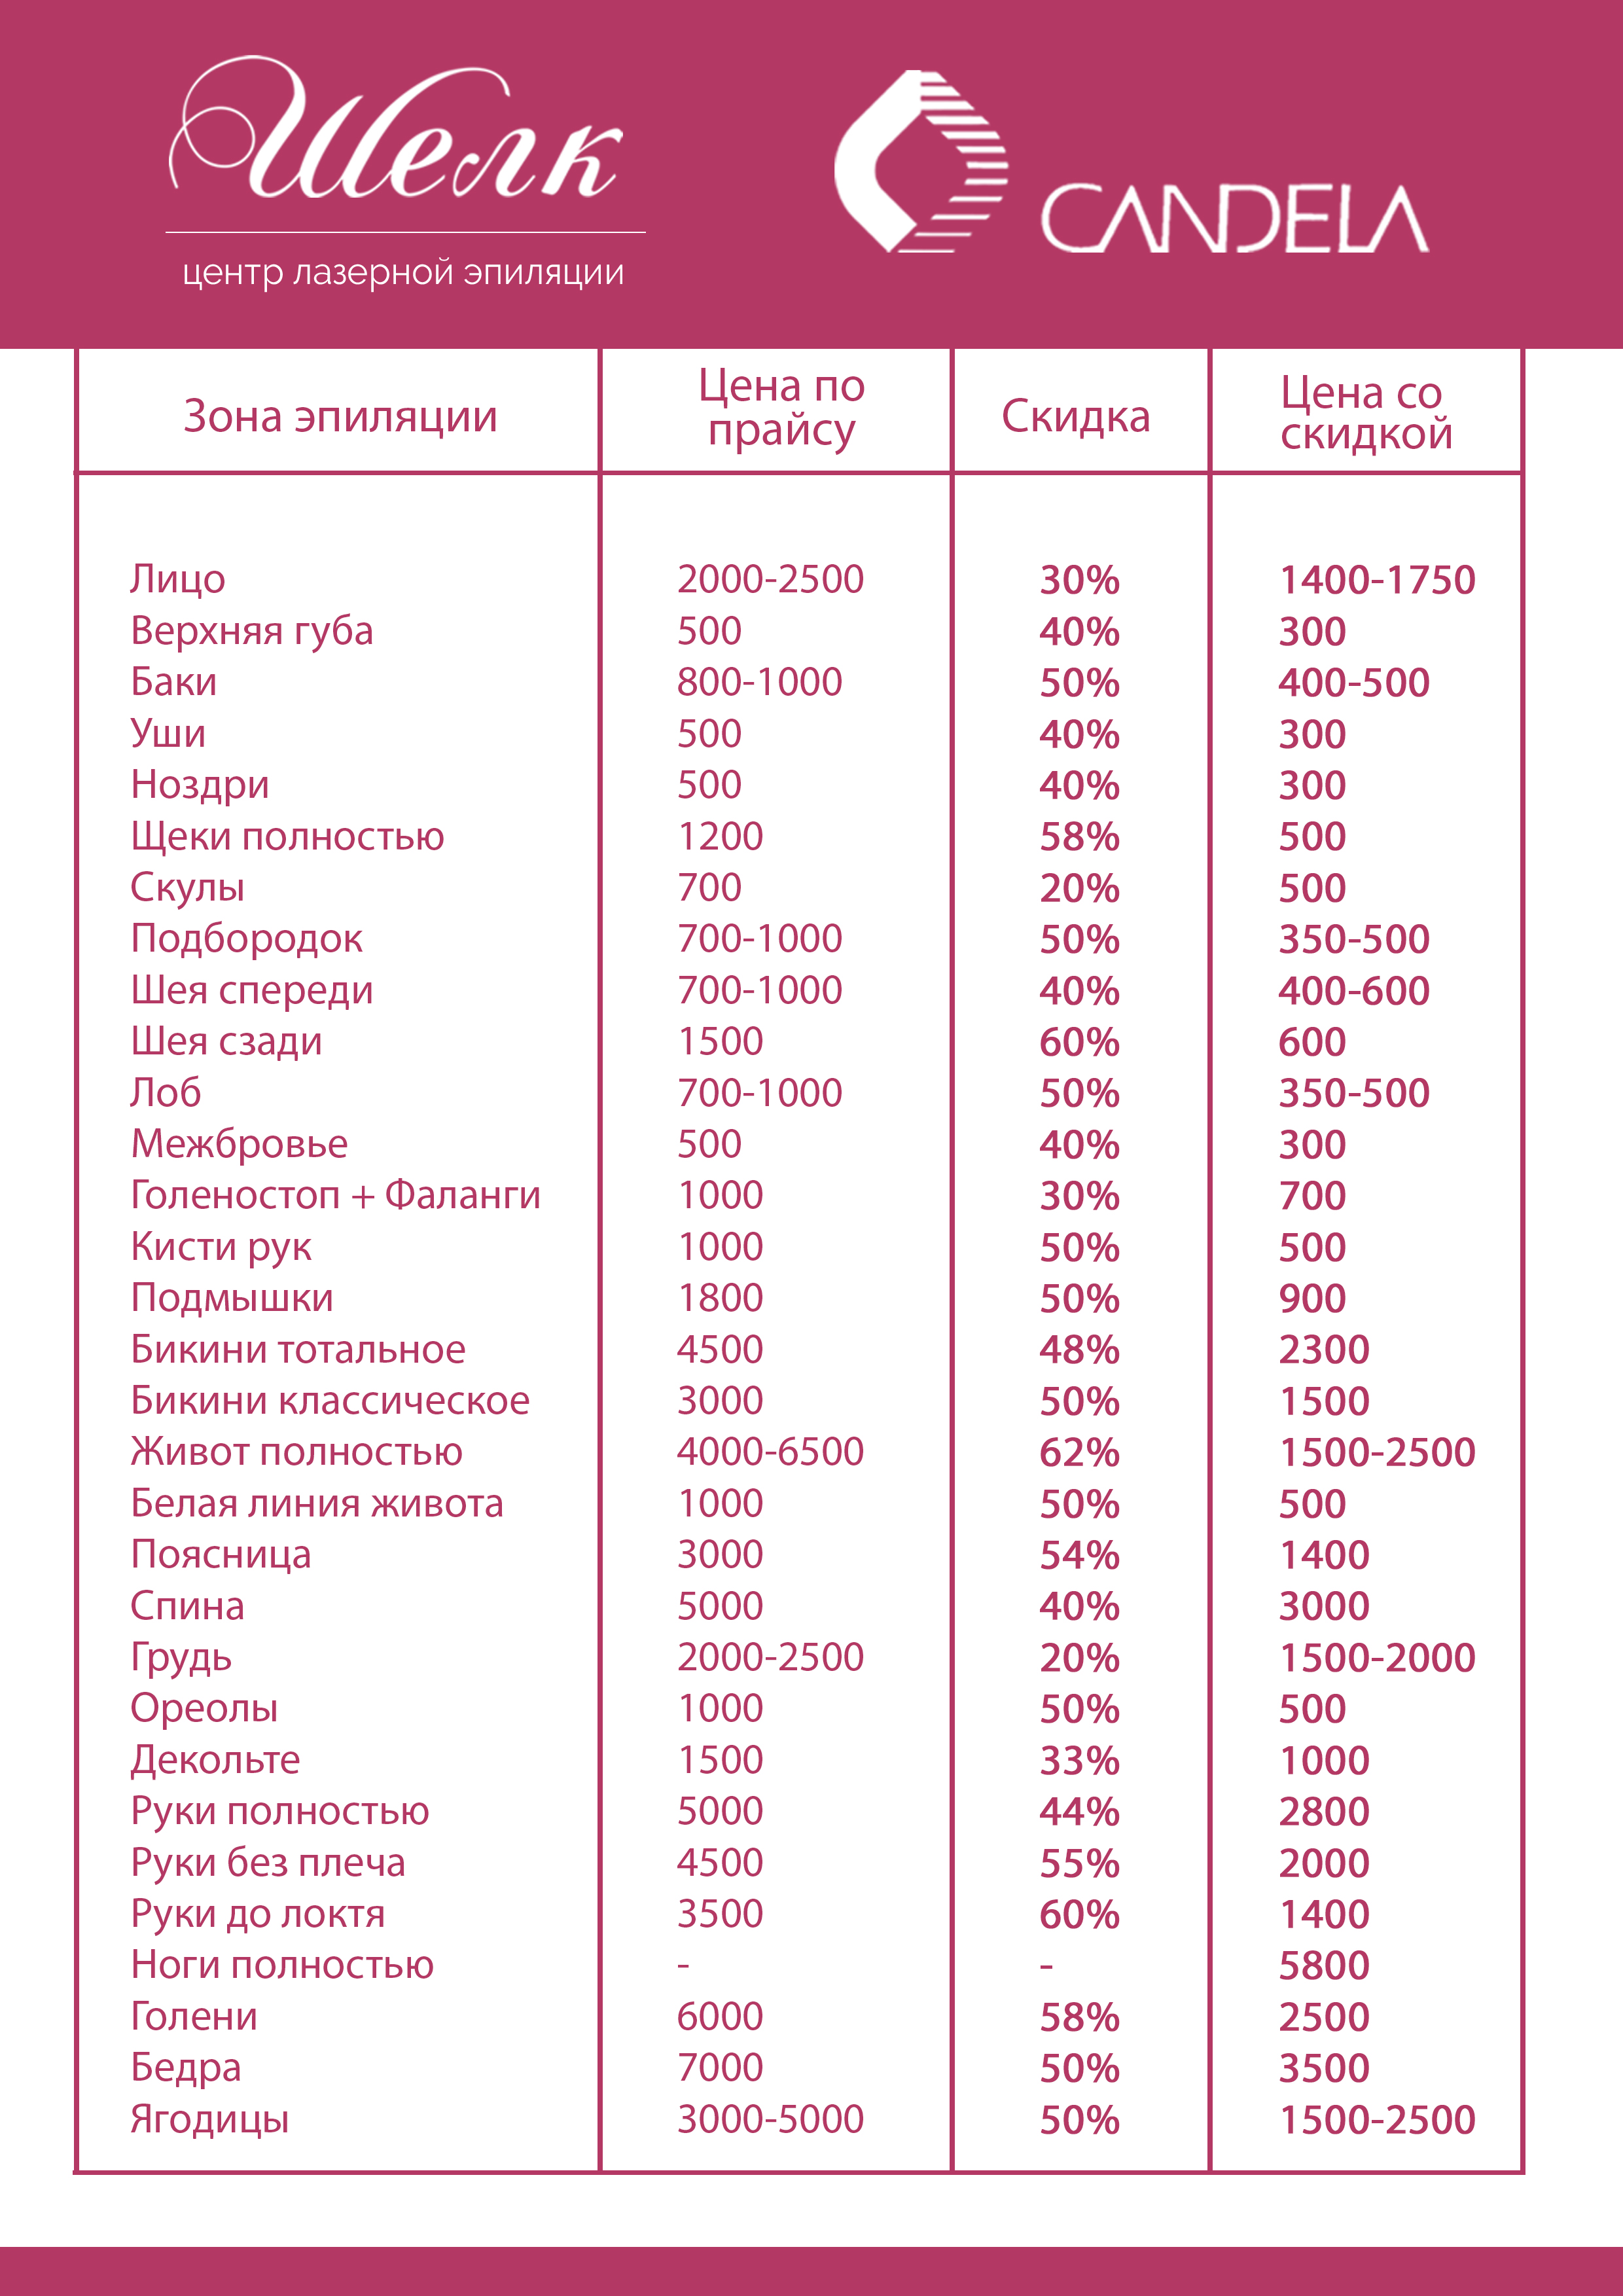 Шелк
центр лазерной эпиляции
CANDELA
Зона эпиляции Цена по прайсу Скидка Цена со скидкой
Лицо 2000-2500 30% 1400-1750
Верхняя губа 500 40% 300
Баки 800-1000 50% 400-500
Уши 500 40% 300
Ноздри 500 40% 300
Щеки полностью 1200 58% 500
Скулы 700 20% 500
Подбородок 700-1000 50% 350-500
Шея спереди 700-1000 40% 400-600
Шея сзади 1500 60% 600
Лоб 700-1000 50% 350-500
Межбровье 500 40% 300
Голеностоп + Фаланги 1000 30% 700
Кисти рук 1000 50% 500
Подмышки 1800 50% 900
Бикини тотальное 4500 48% 2300
Бикини классическое 3000 50% 1500
Живот полностью 4000-6500 62% 1500-2500
Белая линия живота 1000 50% 500
Поясница 3000 54% 1400
Спина 5000 40% 3000
Грудь 2000-2500 20% 1500-2000
Ореолы 1000 50% 500
Декольте 1500 33% 1000
Руки полностью 5000 44% 2800
Руки без плеча 4500 55% 2000
Руки до локтя 3500 60% 1400
Ноги полностью - - 5800
Голени 6000 58% 2500
Бедра 7000 50% 3500
Ягодицы 3000-5000 50% 1500-2500